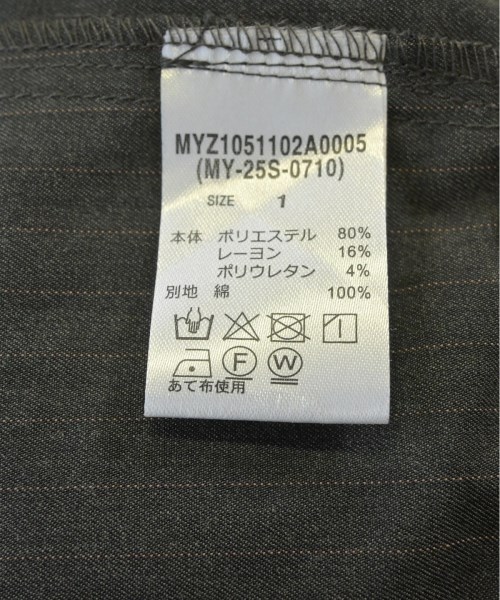 MYZ1051102A0005
(MY-25S-0710)
SIZE 1
本体 ポリエステル 80%
レーヨン 16%
ポリウレタン 4%
別地 綿 100%
F W
あて布使用